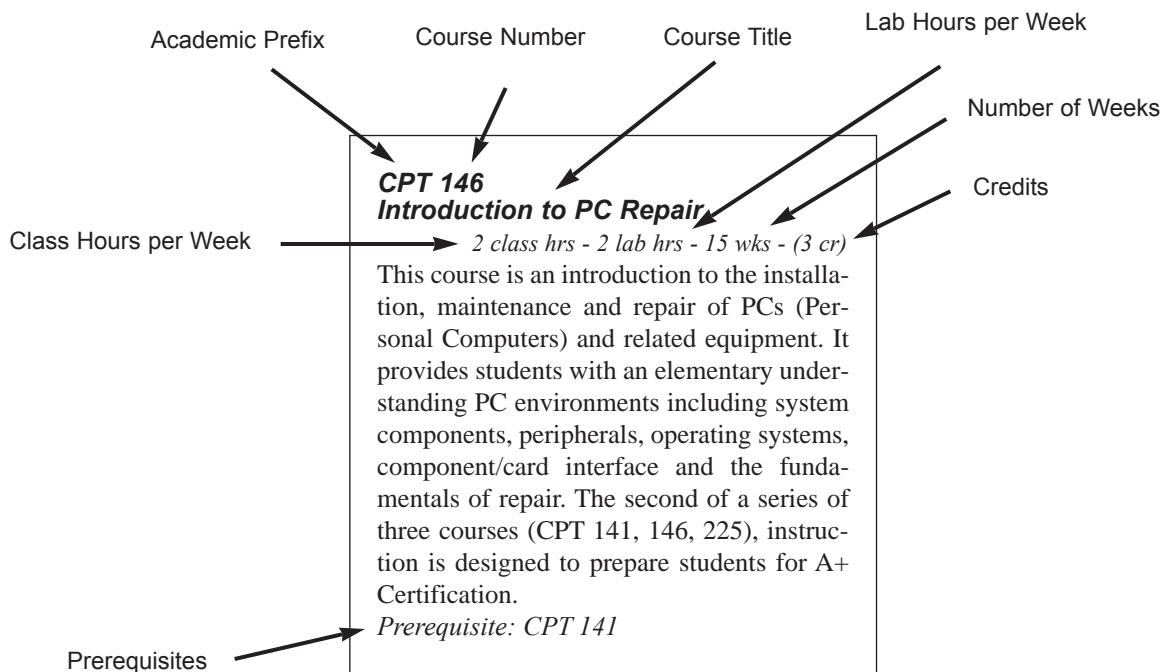 Lab Hours per Week
Academic Prefix
Course Number
Course Title
Number of Weeks
CPT 146
Credits
Introduction to PC Repair
Class Hours per Week
2 class hrs - 2 lab hrs - 15 wks - (3 cr)
This course is an introduction to the installa-
tion, maintenance and repair of PCs (Per-
sonal Computers) and related equipment. It
provides students with an elementary under-
standing PC environments including system
components, peripherals, operating systems,
component/card interface and the funda-
mentals of repair. The second of a series of
three courses (CPT 141, 146, 225), instruc-
tion is designed to prepare students for A+
Certification.
Prerequisite: CPT 141
Prerequisites